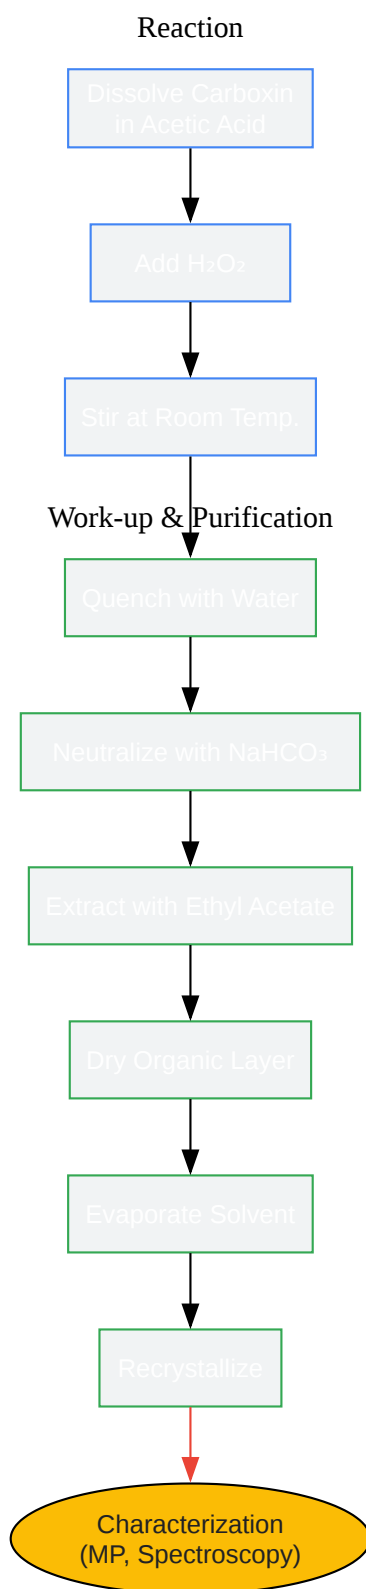 Reaction
Dissolve Carboxin
in Acetic Acid
Add H₂O₂
Stir at Room Temp.
Work-up & Purification
Quench with Water
Neutralize with NaHCO₃
Extract with Ethyl Acetate
Dry Organic Layer
Evaporate Solvent
Recrystallize
Characterization
(MP, Spectroscopy)